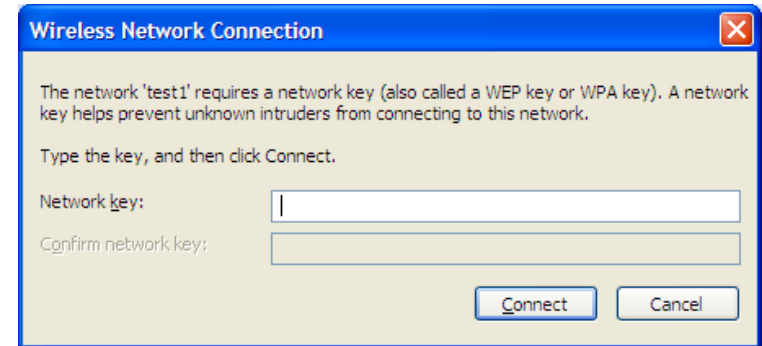 Wireless Network Connection
The network 'test1' requires a network key (also called a WEP key or WPA key). A network
key helps prevent unknown intruders from connecting to this network.
Type the key, and then click Connect.
Network key:
Confirm network key:
Connect
Cancel